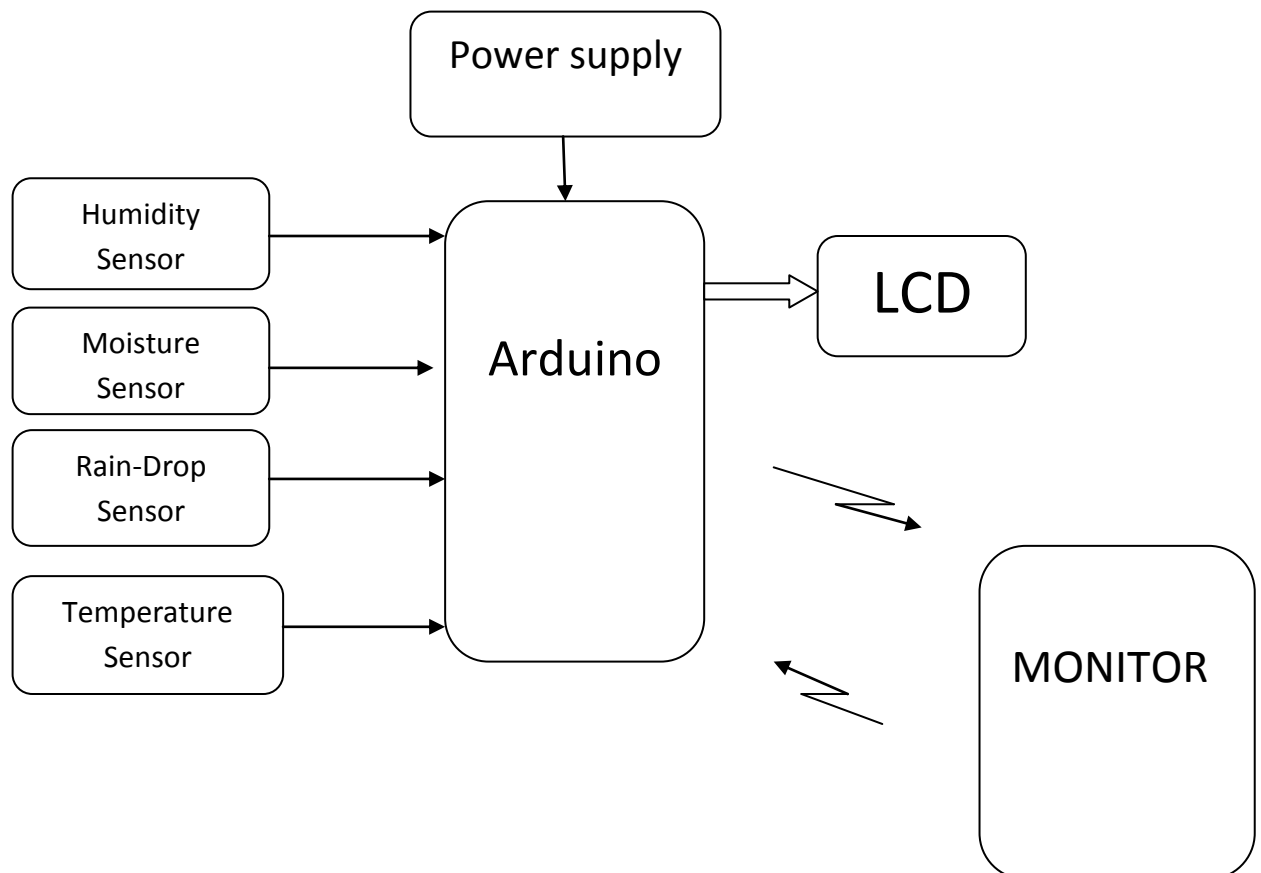 Power supply
Humidity
Sensor
Moisture
Sensor
Rain-Drop
Sensor
Temperature
Sensor
Arduino
LCD
MONITOR